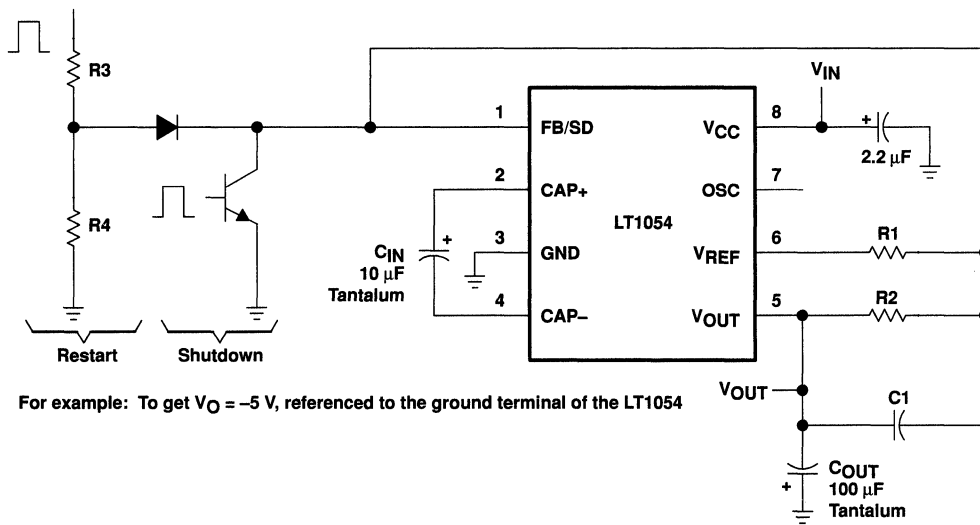 R3
R4
Restart
Shutdown
1
FB/SD
2
CAP+
3
GND
4
CAP–
LT1054
VCC
8
OSC
7
VREF
6
VOUT
5
VIN
+
2.2 µF
R1
R2
CIN
+
10 µF
Tantalum
VOUT
C1
COUT
+
100 µF
Tantalum
For example: To get VO = –5 V, referenced to the ground terminal of the LT1054